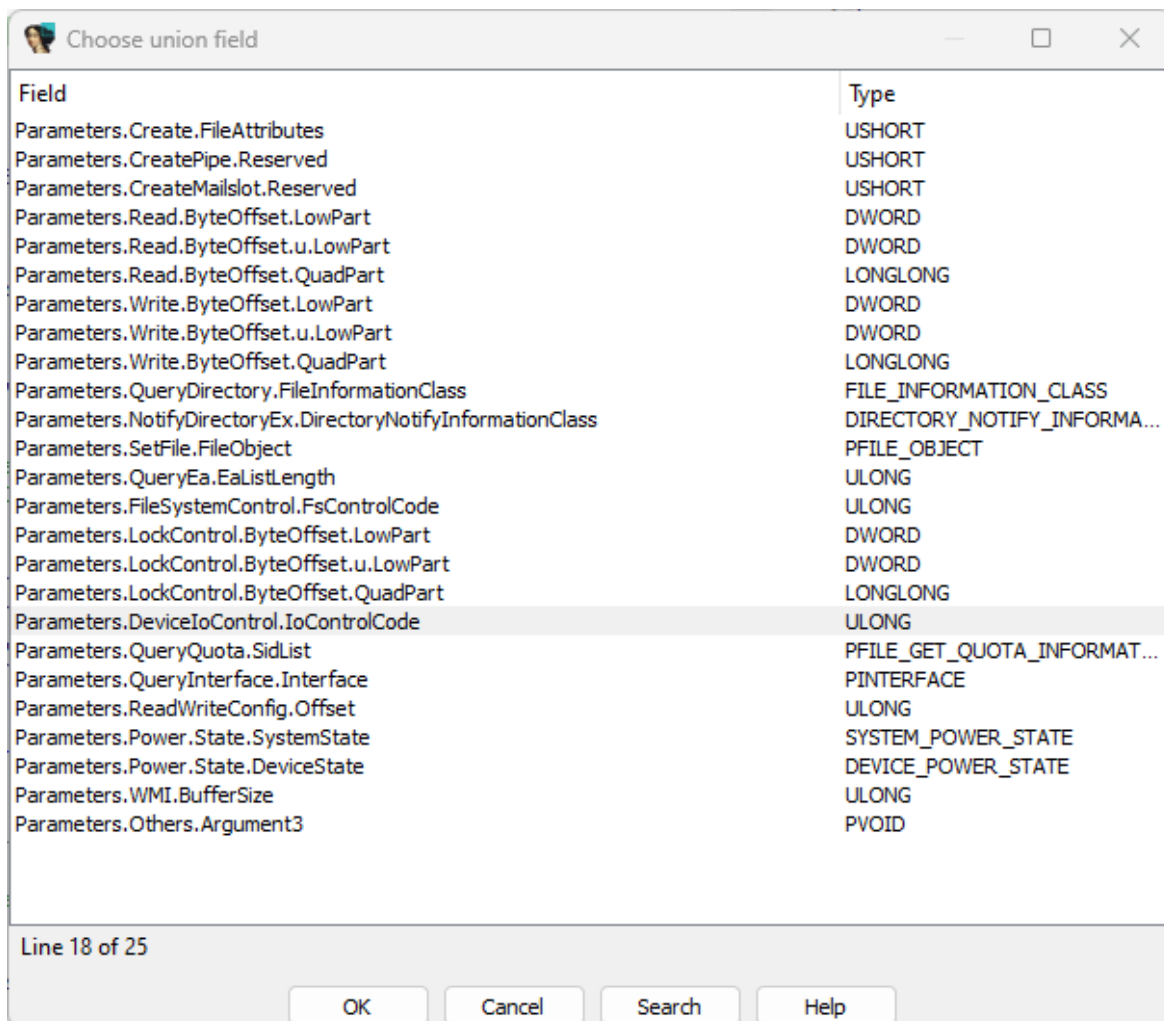 Choose union field
Field Type
Parameters.Create.FileAttributes USHORT
Parameters.CreatePipe.Reserved USHORT
Parameters.CreateMailslot.Reserved USHORT
Parameters.Read.ByteOffset.LowPart DWORD
Parameters.Read.ByteOffset.u.LowPart DWORD
Parameters.Read.ByteOffset.QuadPart LONGLONG
Parameters.Write.ByteOffset.LowPart DWORD
Parameters.Write.ByteOffset.u.LowPart DWORD
Parameters.Write.ByteOffset.QuadPart LONGLONG
Parameters.QueryDirectory.FileInformationClass FILE_INFORMATION_CLASS
Parameters.NotifyDirectoryEx.DirectoryNotifyInformationClass DIRECTORY_NOTIFY_INFORMA...
Parameters.SetFile.FileObject PFILE_OBJECT
Parameters.QueryEa.EaListLength ULONG
Parameters.FileSystemControl.FsControlCode ULONG
Parameters.LockControl.ByteOffset.LowPart DWORD
Parameters.LockControl.ByteOffset.u.LowPart DWORD
Parameters.LockControl.ByteOffset.QuadPart LONGLONG
Parameters.DeviceIoControl.IoControlCode ULONG
Parameters.QueryQuota.SidList PFILE_GET_QUOTA_INFORMAT...
Parameters.QueryInterface.Interface PINTERFACE
Parameters.ReadWriteConfig.Offset ULONG
Parameters.Power.State.SystemState SYSTEM_POWER_STATE
Parameters.Power.State.DeviceState DEVICE_POWER_STATE
Parameters.WMI.BufferSize ULONG
Parameters.Others.Argument3 PVOID
Line 18 of 25
OK Cancel Search Help